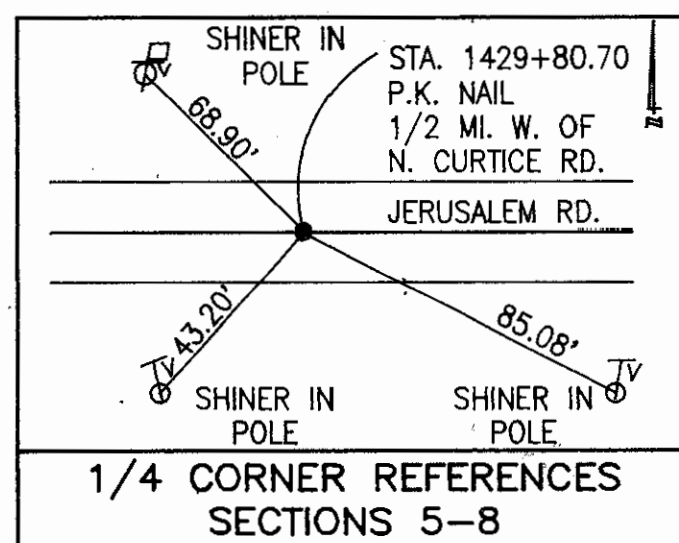 SHINER IN
POLE
STA. 1429+80.70
P.K. NAIL
1/2 MI. W. OF
N. CURTICE RD.
68.90'
JERUSALEM RD.
43.20'
85.08'
SHINER IN
POLE
SHINER IN
POLE
1/4 CORNER REFERENCES
SECTIONS 5-8